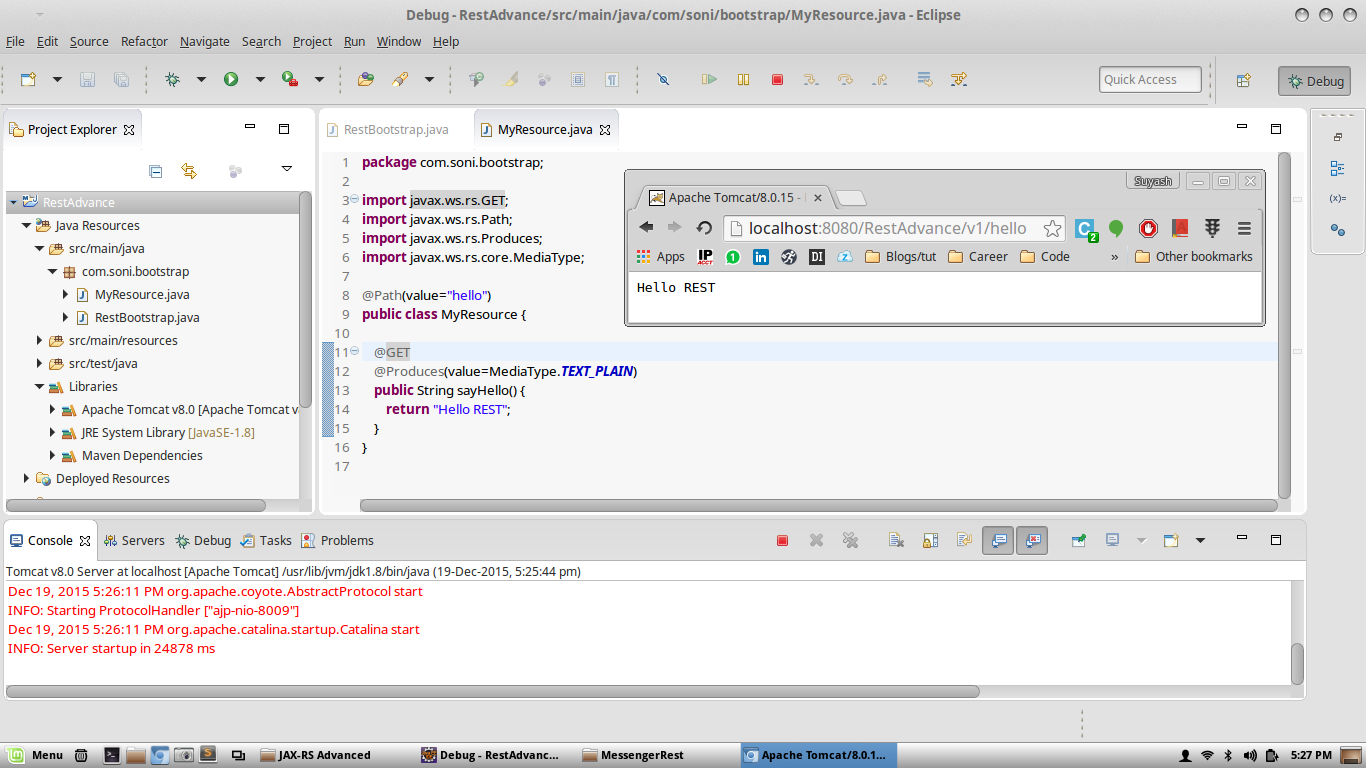 Debug - RestAdvance/src/main/java/com/soni/bootstrap/MyResource.java - Eclipse
File Edit Source Refactor Navigate Search Project Run Window Help
Quick Access
Debug
Project Explorer
RestAdvance
Java Resources
src/main/java
com.soni.bootstrap
MyResource.java
RestBootstrap.java
src/main/resources
src/test/java
Libraries
Apache Tomcat v8.0 [Apache Tomcat v
JRE System Library [JavaSE-1.8]
Maven Dependencies
Deployed Resources
RestBootstrap.java MyResource.java
1 package com.soni.bootstrap;
2
3 import javax.ws.rs.GET;
4 import javax.ws.rs.Path;
5 import javax.ws.rs.Produces;
6 import javax.ws.rs.core.MediaType;
7
8 @Path(value="hello")
9 public class MyResource {
10
11 @GET
12 @Produces(value=MediaType.TEXT_PLAIN)
13 public String sayHello() {
14 return "Hello REST";
15 }
16 }
17
Suyash
Apache Tomcat/8.0.15 -
localhost:8080/RestAdvance/v1/hello
2
Apps IP ACCT 1 in DI Blogs/tut Career Code » Other bookmarks
Hello REST
(x)=
Console Servers Debug Tasks Problems
Tomcat v8.0 Server at localhost [Apache Tomcat] /usr/lib/jvm/jdk1.8/bin/java (19-Dec-2015, 5:25:44 pm)
Dec 19, 2015 5:26:11 PM org.apache.coyote.AbstractProtocol start
INFO: Starting ProtocolHandler ["ajp-nio-8009"]
Dec 19, 2015 5:26:11 PM org.apache.catalina.startup.Catalina start
INFO: Server startup in 24878 ms
Menu JAX-RS Advanced Debug - RestAdvanc... MessengerRest Apache Tomcat/8.0.1... 5:27 PM